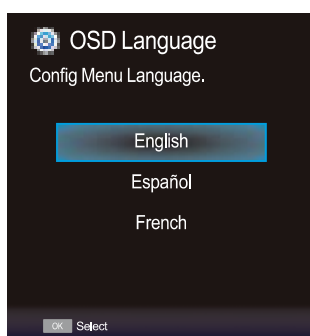 OSD Language
Config Menu Language.
English
Español
French
OK Select